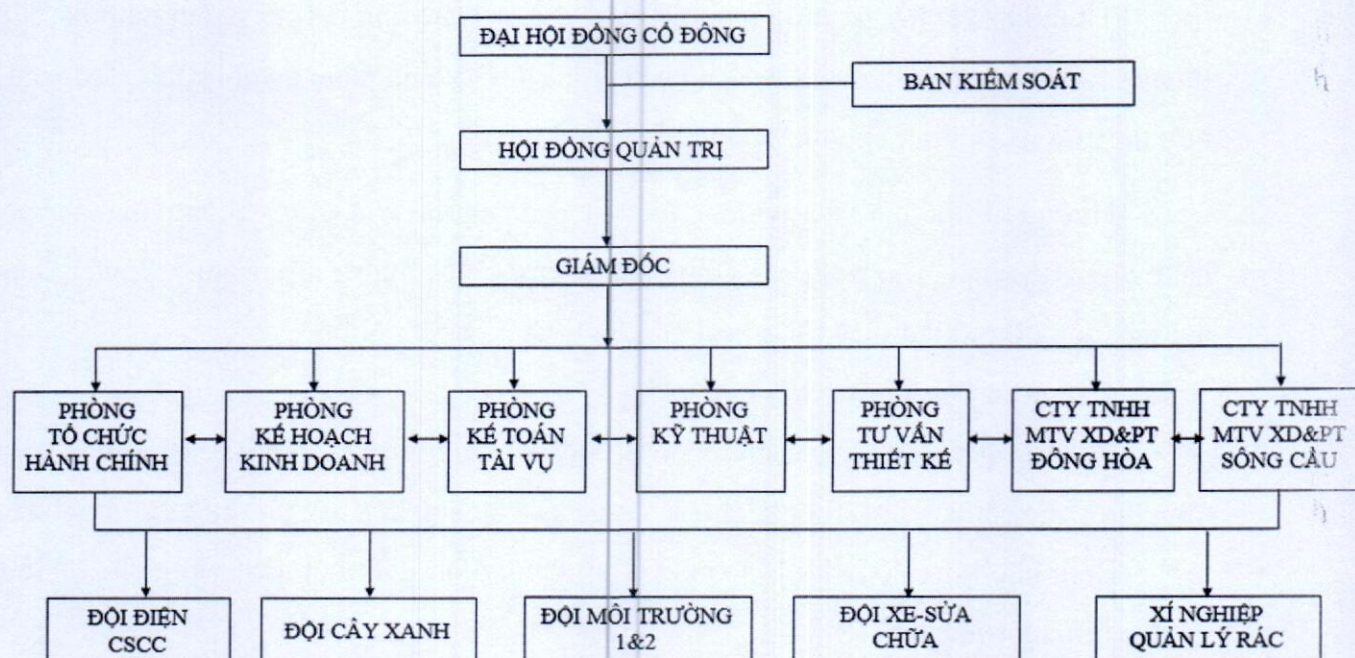 ĐẠI HỘI ĐỒNG CỔ ĐÔNG
BAN KIỂM SOÁT
HỘI ĐỒNG QUẢN TRỊ
GIÁM ĐỐC
PHÒNG
TỔ CHỨC
HÀNH CHÍNH
PHÒNG
KẾ HOẠCH
KINH DOANH
PHÒNG
KẾ TOÁN
TÀI VỤ
PHÒNG
KỸ THUẬT
PHÒNG
TƯ VẤN
THIẾT KẾ
CTY TNHH
MTV XD&PT
ĐÔNG HÒA
CTY TNHH
MTV XD&PT
SÔNG CẦU
ĐỘI ĐIỆN
CSCC
ĐỘI CÂY XANH
ĐỘI MÔI TRƯỜNG
1&2
ĐỘI XE-SỬA
CHỮA
XÍ NGHIỆP
QUẢN LÝ RÁC